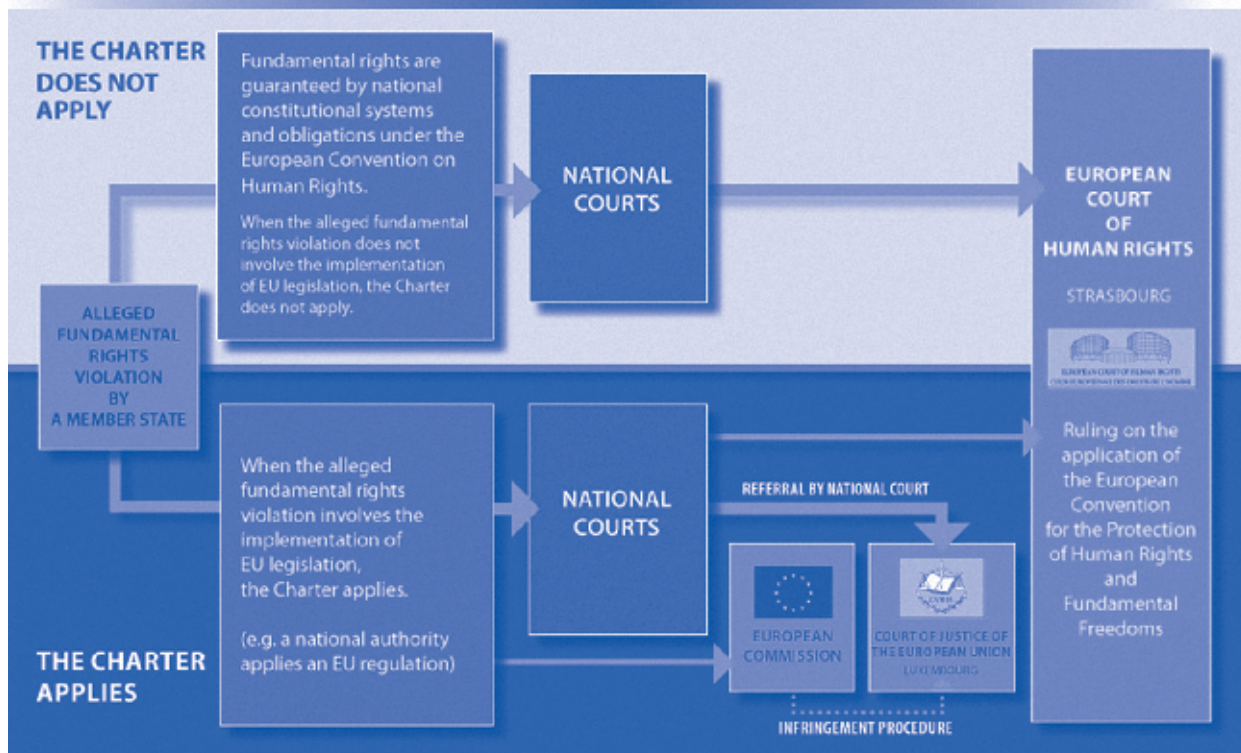 THE CHARTER
DOES NOT
APPLY
Fundamental rights are
guaranteed by national
constitutional systems
and obligations under the
European Convention on
Human Rights.
When the alleged fundamental
rights violation does not
involve the implementation
of EU legislation, the Charter
does not apply.
NATIONAL
COURTS
EUROPEAN
COURT
OF
HUMAN RIGHTS
STRASBOURG
EUROPEAN COURT OF HUMAN RIGHTS
Ruling on the
application of
the European
Convention
for the Protection
of Human Rights
and
Fundamental
Freedoms
ALLEGED
FUNDAMENTAL
RIGHTS
VIOLATION
BY
A MEMBER STATE
When the alleged
fundamental rights
violation involves the
implementation of
EU legislation,
the Charter applies.
(e.g. a national authority
applies an EU regulation)
NATIONAL
COURTS
REFERRAL BY NATIONAL COURT
EUROPEAN
COMMISSION
COURT OF JUSTICE OF
THE EUROPEAN UNION
LUXEMBOURG
INFRINGEMENT PROCEDURE
THE CHARTER
APPLIES